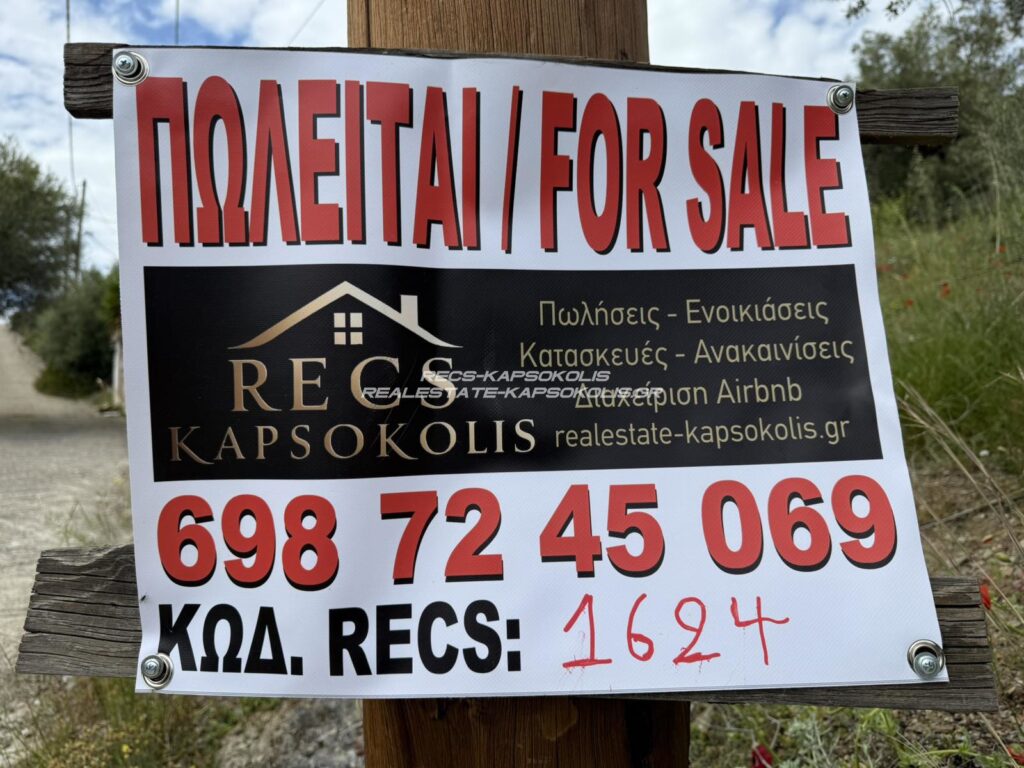 ΠΩΛΕΙΤΑΙ / FOR SALE
RECS
KAPSOKOLIS
Πωλήσεις - Ενοικιάσεις
Κατασκευές - Ανακαινίσεις
Διαχείριση Airbnb
realestate-kapsokolis.gr
RECS-KAPSOKOLIS
REALESTATE-KAPSOKOLIS.GR
698 72 45 069
ΚΩΔ. RECS: 1624